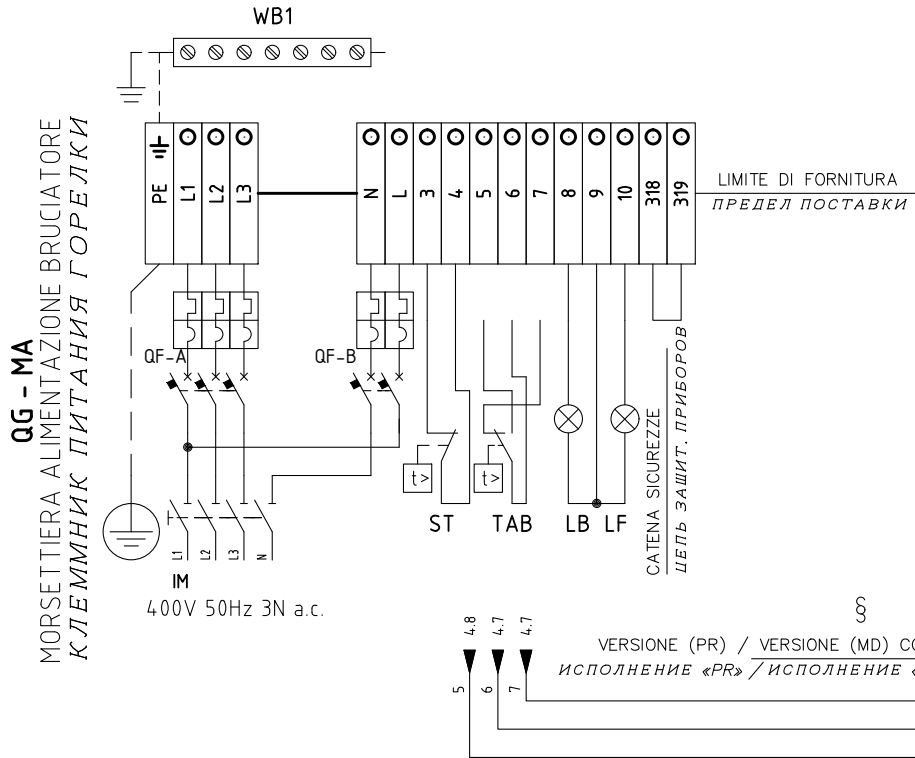 WB1
QG - MA
MORSETTIERA ALIMENTAZIONE BRUCIATORE
КЛЕММНИК ПИТАНИЯ ГОРЕЛКИ
PE L1 L2 L3 N L 3 4 5 6 7 8 9 10 318 319
LIMITE DI FORNITURA
ПРЕДЕЛ ПОСТАВКИ
QF-A QF-B
t> t>
ST TAB LB LF
CATENA SICUREZZE
ЦЕПЬ ЗАЩИТ. ПРИБОРОВ
L1 L2 L3 N
IM
400V 50Hz 3N a.c.
§
4.8 4.7 4.7
VERSIONE (PR) / VERSIONE (MD) CO
ИСПОЛНЕНИЕ «PR» / ИСПОЛНЕНИЕ «
5 6 7